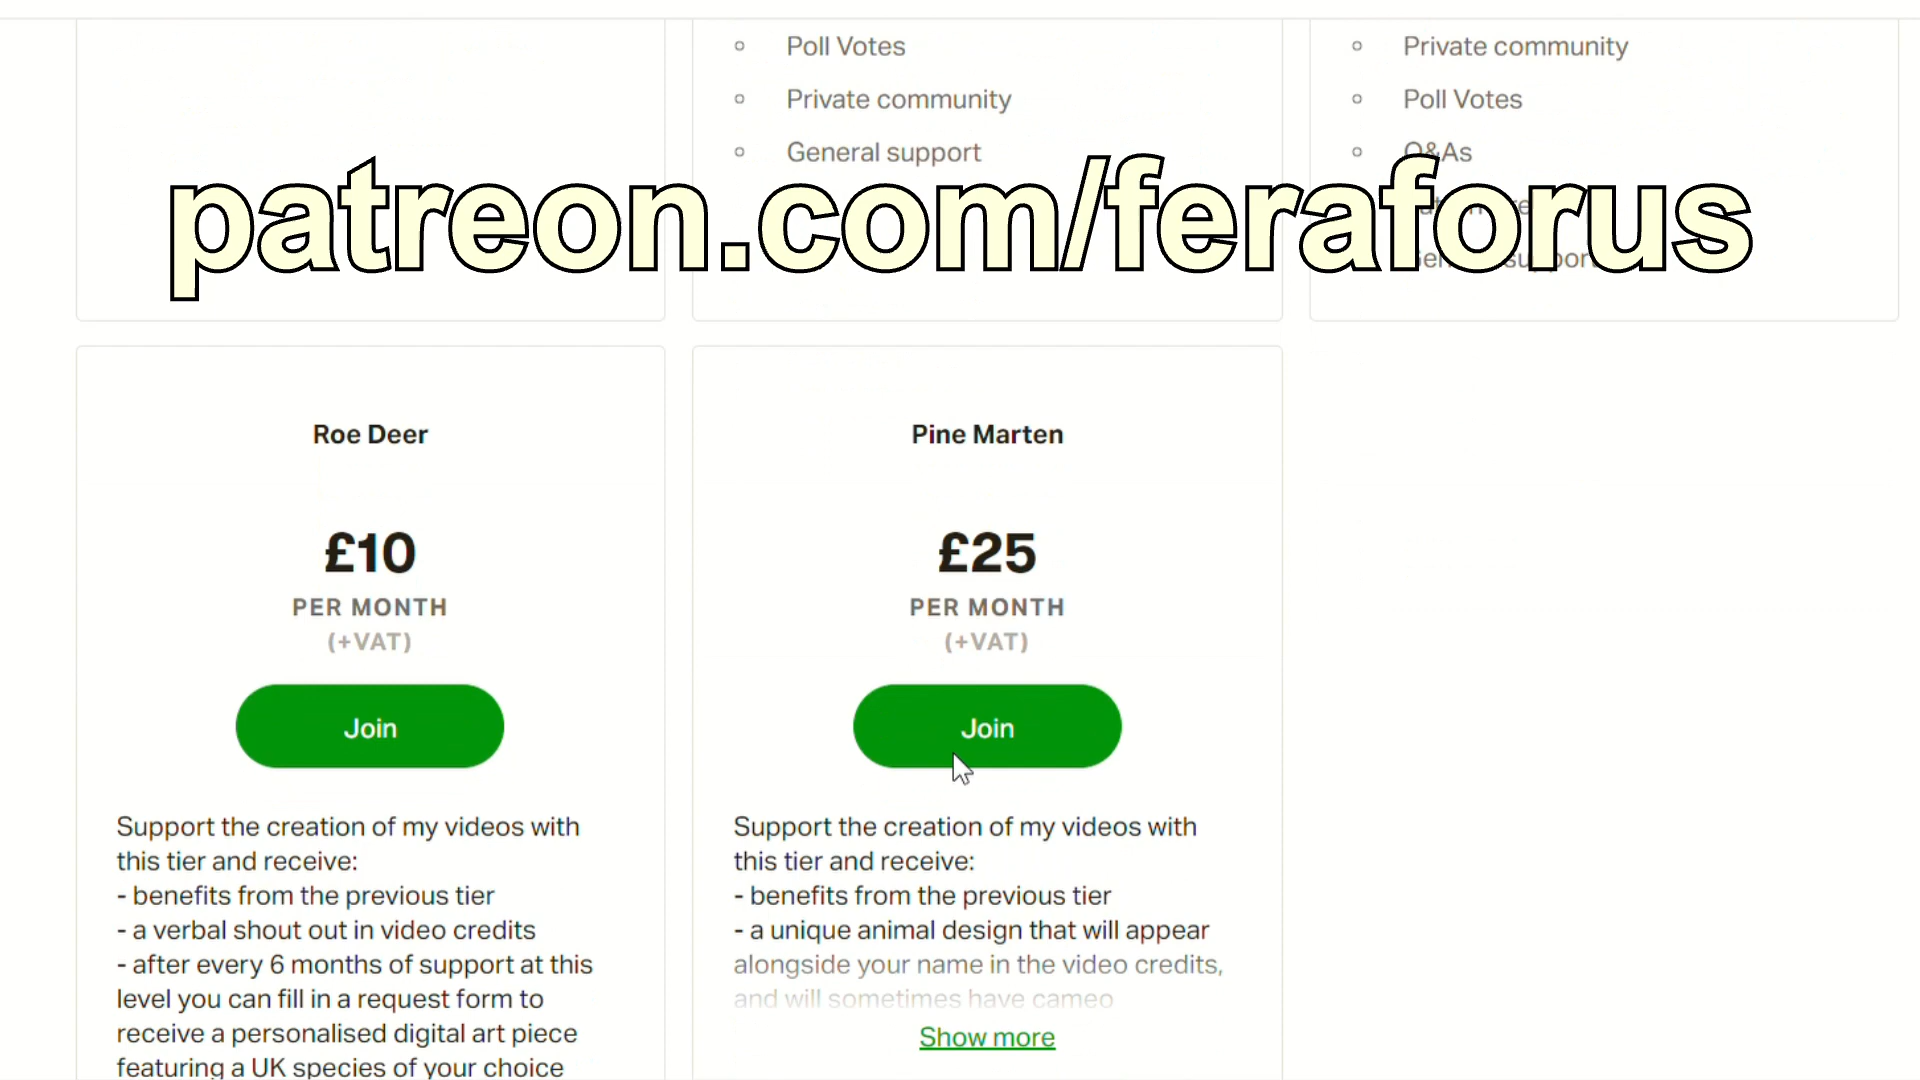 Poll Votes
Private community
General support
Private community
Poll Votes
Q&As
patreon.com/feraforus
Roe Deer
£10
PER MONTH
(+VAT)
Join
Support the creation of my videos with
this tier and receive:
- benefits from the previous tier
- a verbal shout out in video credits
- after every 6 months of support at this
level you can fill in a request form to
receive a personalised digital art piece
featuring a UK species of your choice
Pine Marten
£25
PER MONTH
(+VAT)
Join
Support the creation of my videos with
this tier and receive:
- benefits from the previous tier
- a unique animal design that will appear
alongside your name in the video credits,
and will sometimes have cameo
Show more